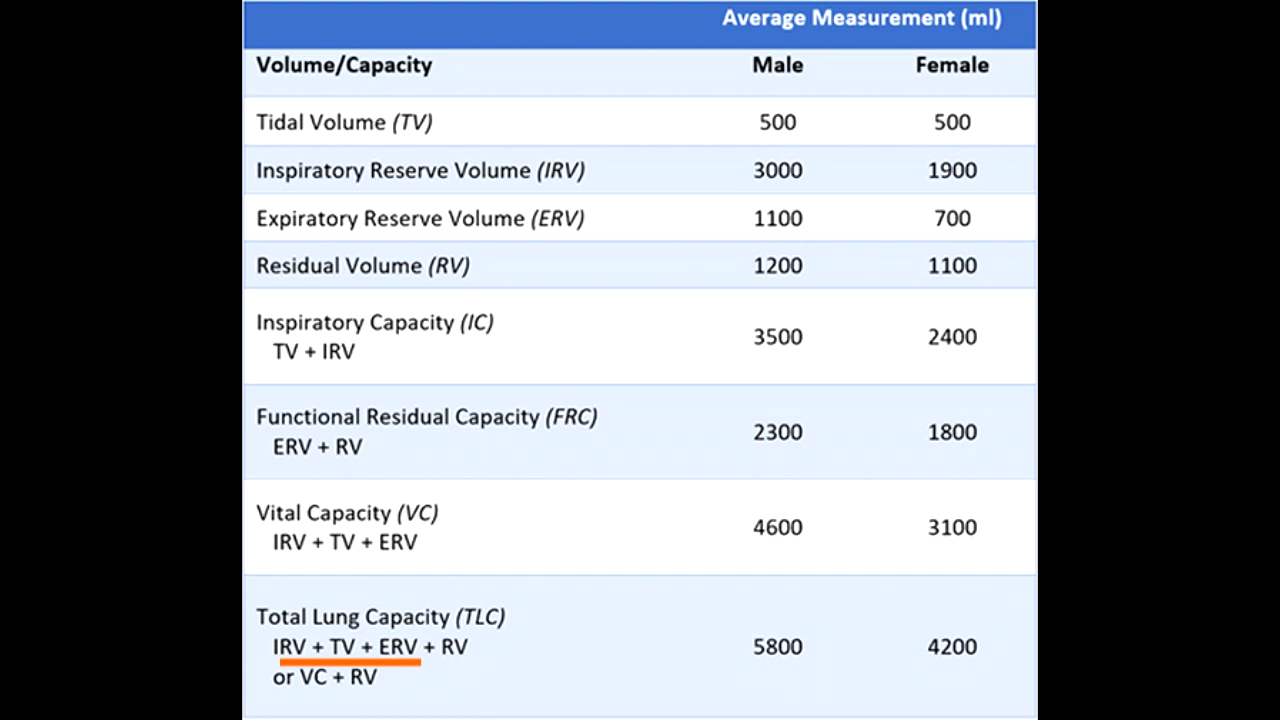 Average Measurement (ml)
Volume/Capacity Male Female
Tidal Volume (TV) 500 500
Inspiratory Reserve Volume (IRV) 3000 1900
Expiratory Reserve Volume (ERV) 1100 700
Residual Volume (RV) 1200 1100
Inspiratory Capacity (IC)
TV + IRV 3500 2400
Functional Residual Capacity (FRC)
ERV + RV 2300 1800
Vital Capacity (VC)
IRV + TV + ERV 4600 3100
Total Lung Capacity (TLC)
IRV + TV + ERV + RV 5800 4200
or VC + RV